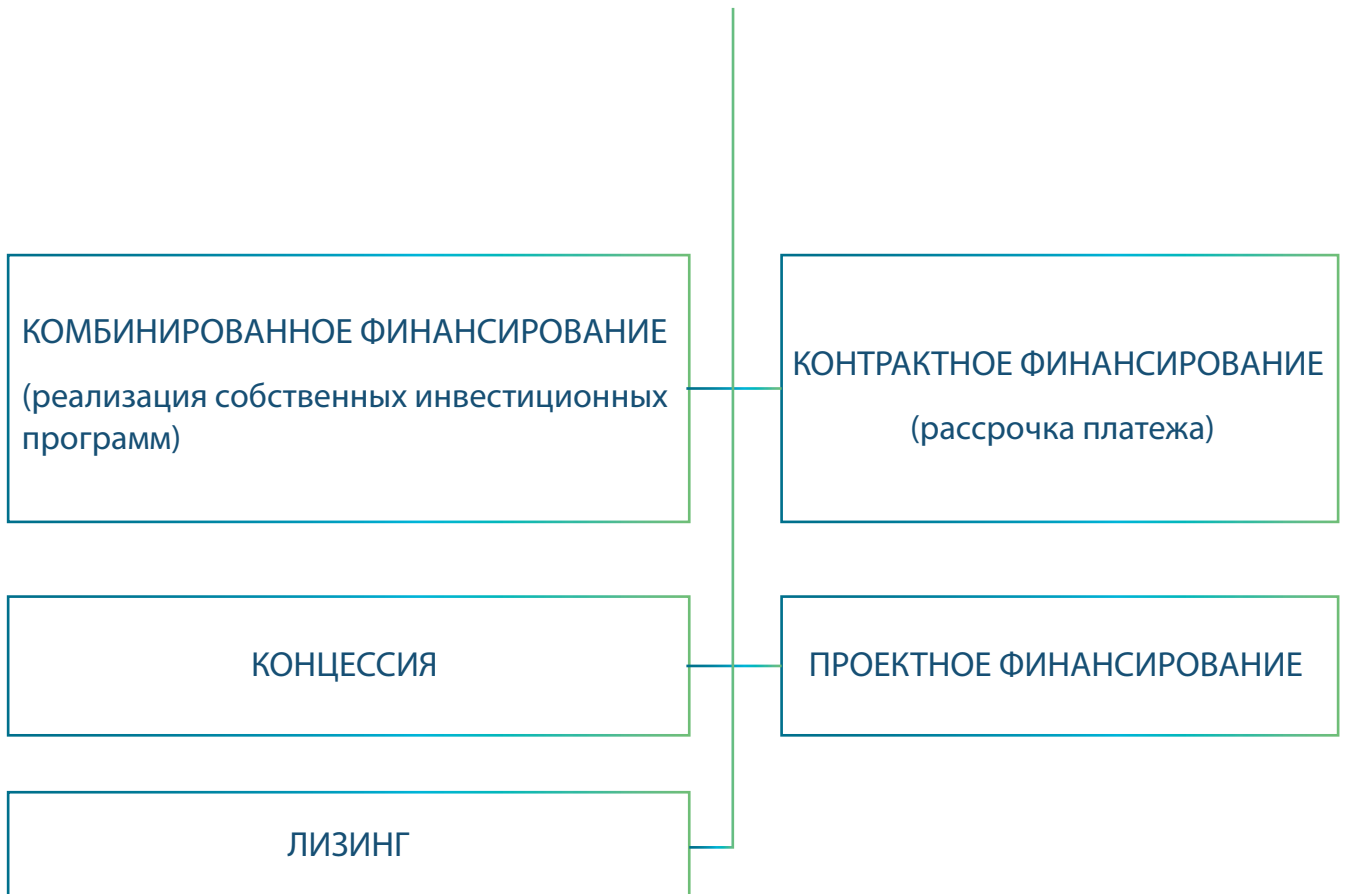 КОМБИНИРОВАННОЕ ФИНАНСИРОВАНИЕ
(реализация собственных инвестиционных
программ)
КОНТРАКТНОЕ ФИНАНСИРОВАНИЕ
(рассрочка платежа)
КОНЦЕССИЯ
ПРОЕКТНОЕ ФИНАНСИРОВАНИЕ
ЛИЗИНГ